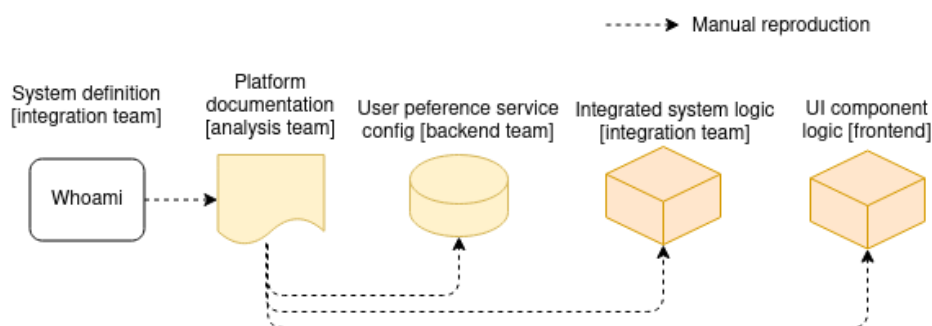 Manual reproduction
System definition
[integration team]
Platform
documentation
[analysis team]
User peference service
config [backend team]
Integrated system logic
[integration team]
UI component
logic [frontend]
Whoami